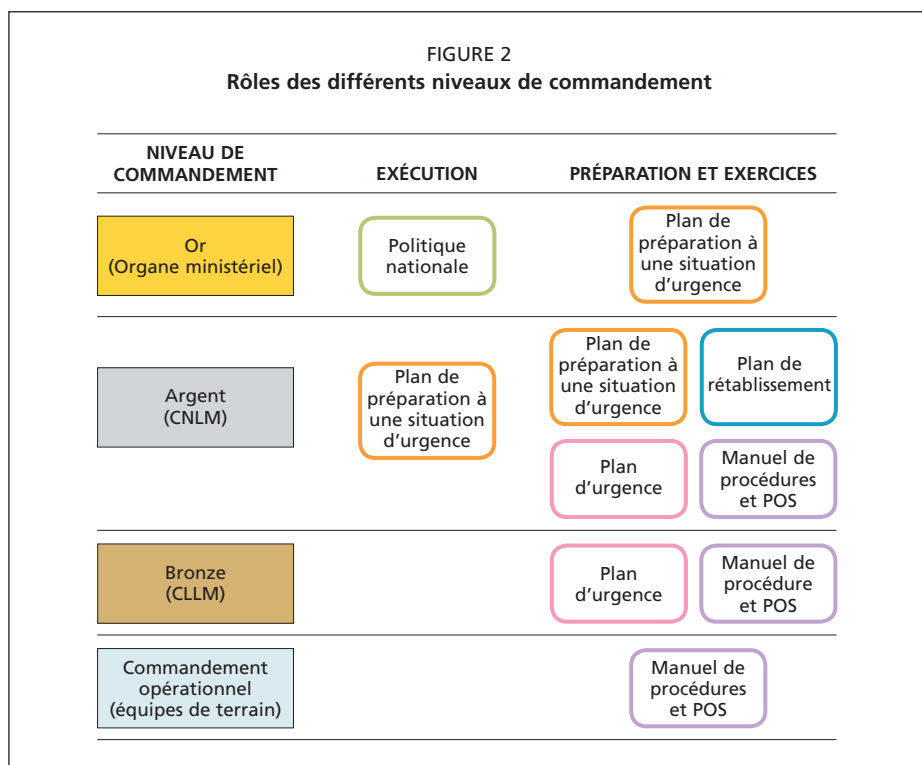 FIGURE 2
Rôles des différents niveaux de commandement
NIVEAU DE
COMMANDEMENT
EXÉCUTION
PRÉPARATION ET EXERCICES
Or
(Organe ministériel)
Politique
nationale
Plan de
préparation à
une situation
d’urgence
Argent
(CNLM)
Plan de
préparation à
une situation
d’urgence
Plan de
préparation à
une situation
d’urgence
Plan de
rétablissement
Plan
d’urgence
Manuel de
procédures
et POS
Bronze
(CLLM)
Plan
d’urgence
Manuel de
procédure
et POS
Commandement
opérationnel
(équipes de terrain)
Manuel de
procédures
et POS